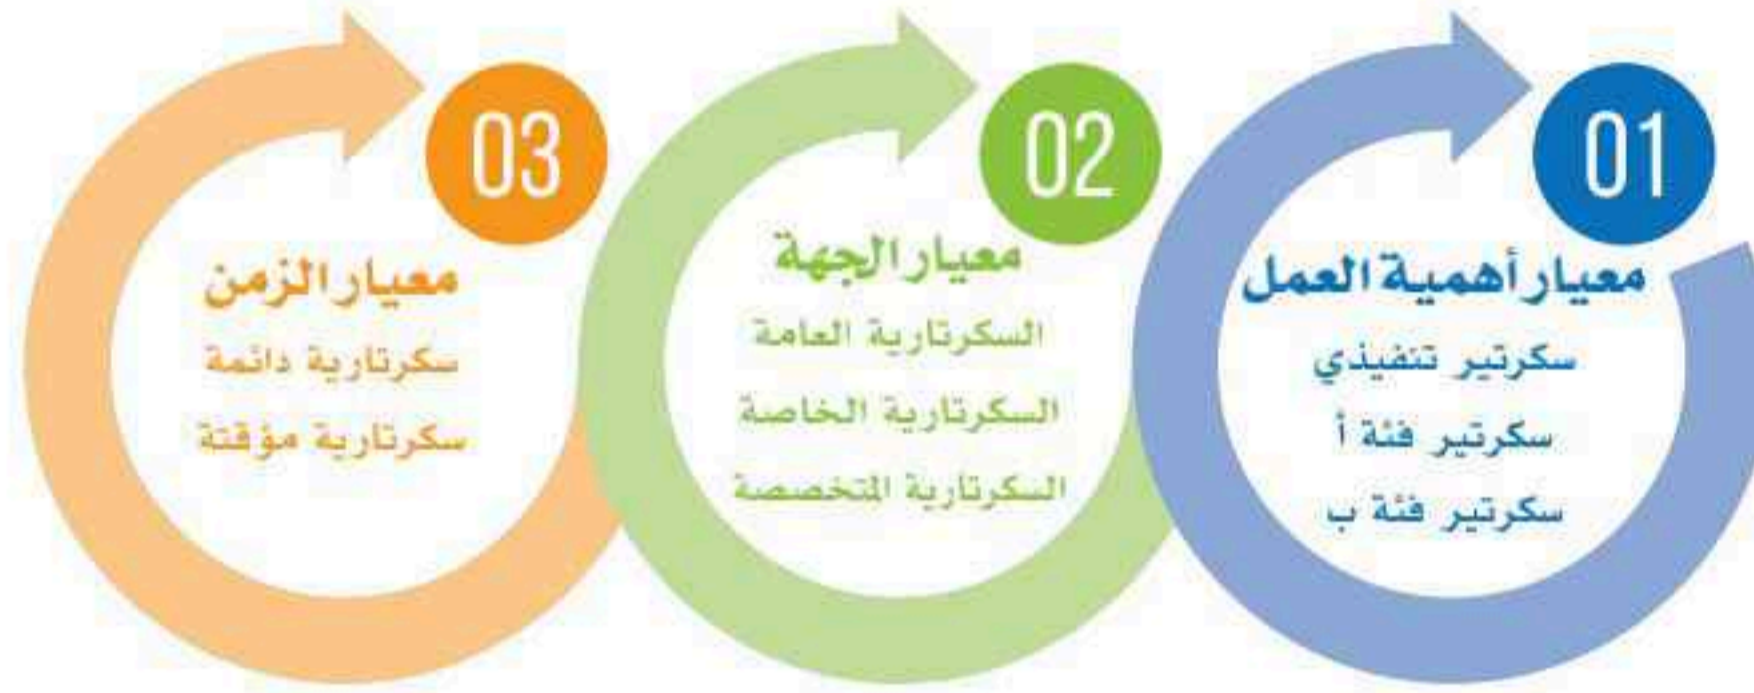 01
معيار أهمية العمل
سكرتير تنفيذي
سكرتير فئة أ
سكرتير فئة ب
02
معيار الجهة
السكرتارية العامة
السكرتارية الخاصة
السكرتارية المتخصصة
03
معيار الزمن
سكرتارية دائمة
سكرتارية مؤقتة